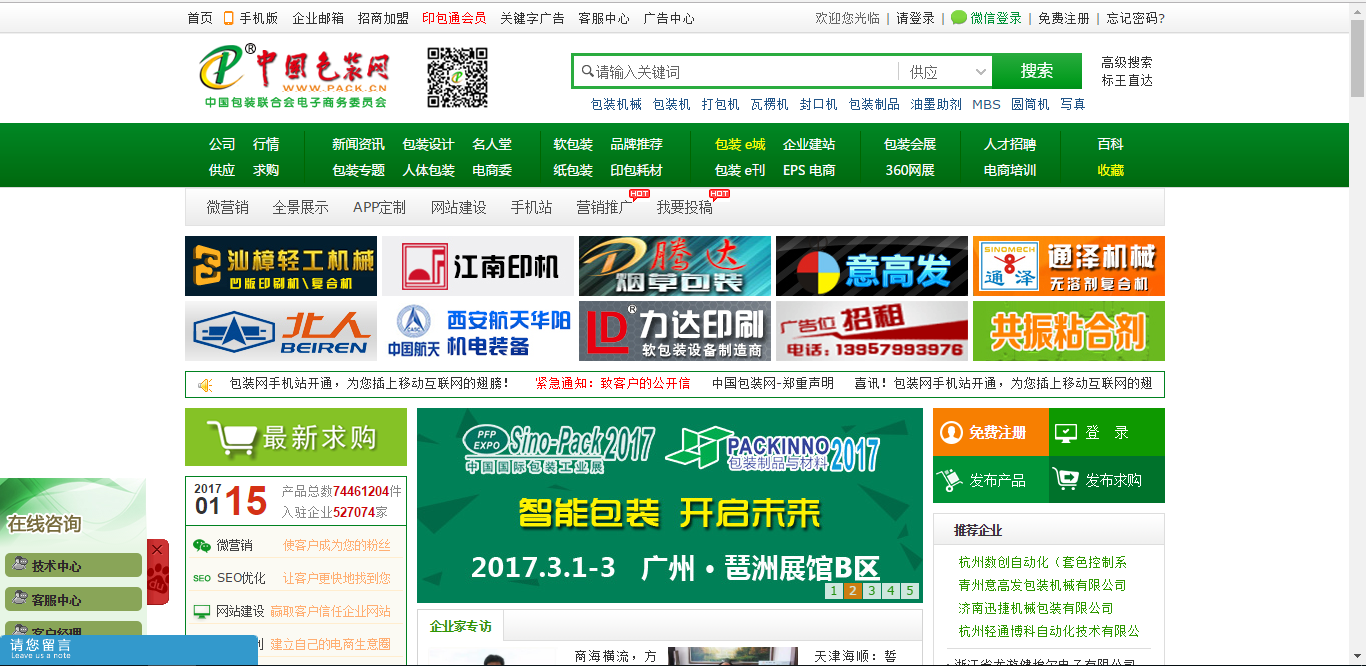 首页 手机版 企业邮箱 招商加盟 印包通会员 关键字广告 客服中心 广告中心 欢迎您光临 | 请登录 | 微信登录 | 免费注册 | 忘记密码?
中国包装网
WWW.PACK.CN
中国包装联合会电子商务委员会
请输入关键词 供应 搜索
高级搜索
标王直达
包装机械 包装机 打包机 瓦楞机 封口机 包装制品 油墨助剂 MBS 圆筒机 写真
公司 行情 新闻资讯 包装设计 名人堂 软包装 品牌推荐 包装 e城 企业建站 包装会展 人才招聘 百科
供应 求购 包装专题 人体包装 电商委 纸包装 印包耗材 包装 e刊 EPS 电商 360网展 电商培训 收藏
HOT HOT
微营销 全景展示 APP定制 网站建设 手机站 营销推广 我要投稿
汕樟轻工机械
凹版印刷机\复合机
江南印机
腾达
烟草包装
意高发
SINOMECH
通泽
通泽机械
无溶剂复合机
北人
BEIREN
CASC
中国航天
西安航天华阳
机电装备
LD ®
力达印刷
软包装设备制造商
广告位 招租
电话：13957993976
共振粘合剂
包装网手机站开通，为您插上移动互联网的翅膀！ 紧急通知：致客户的公开信 中国包装网-郑重声明 喜讯！包装网手机站开通，为您插上移动互联网的翅
最新求购
2017
01 15
产品总数74461204件
入驻企业527074家
微营销 使客户成为您的粉丝
SEO SEO优化 让客户更快地找到您
网站建设 赢取客户信任企业网站
建立自己的电商生意圈
PFP EXPO Sino-Pack 2017
中国国际包装工业展
PACKINNO 2017
包装制品与材料
智能包装 开启未来
2017.3.1-3 广州·琶洲展馆B区
1 2 3 4 5
企业家专访
商海横流，方
天津海顺：誓
免费注册 登 录
发布产品 发布求购
推荐企业
杭州数创自动化（套色控制系
青州意高发包装机械有限公司
济南迅捷机械包装有限公司
杭州轻通博科自动化技术有限公
浙江省龙游健埃尔电子有限公司
在线咨询
技术中心
客服中心
客户经理
请您留言
Leave us a note